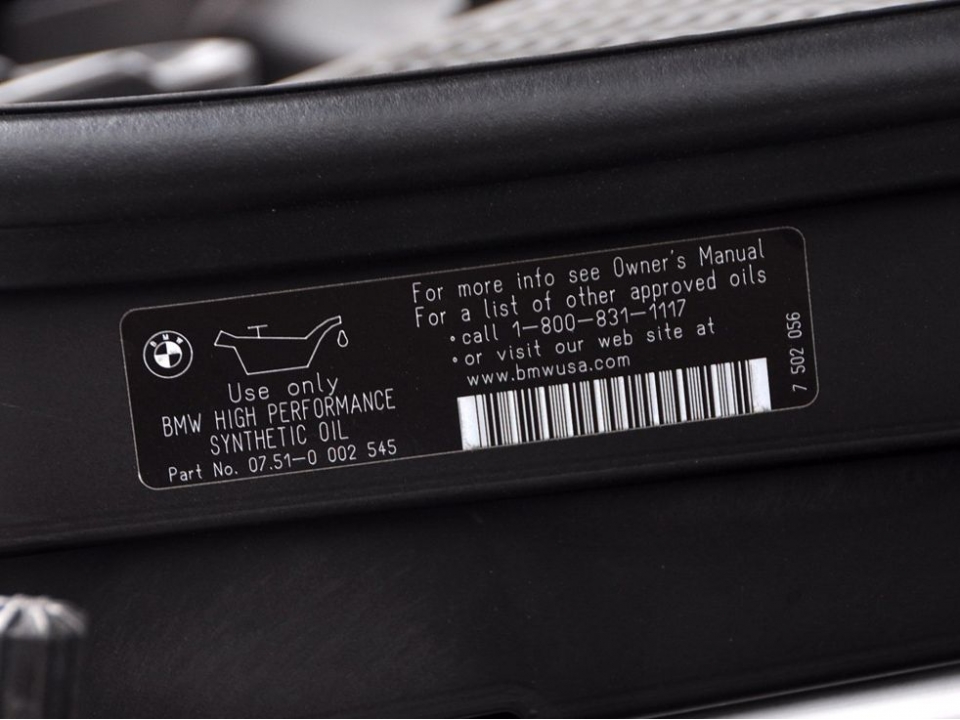 BMW
Use only
BMW HIGH PERFORMANCE
SYNTHETIC OIL
Part No. 07.51-0 002 545
For more info see Owner's Manual
For a list of other approved oils
•call 1-800-831-1117
•or visit our web site at
www.bmwusa.com
7 502 056